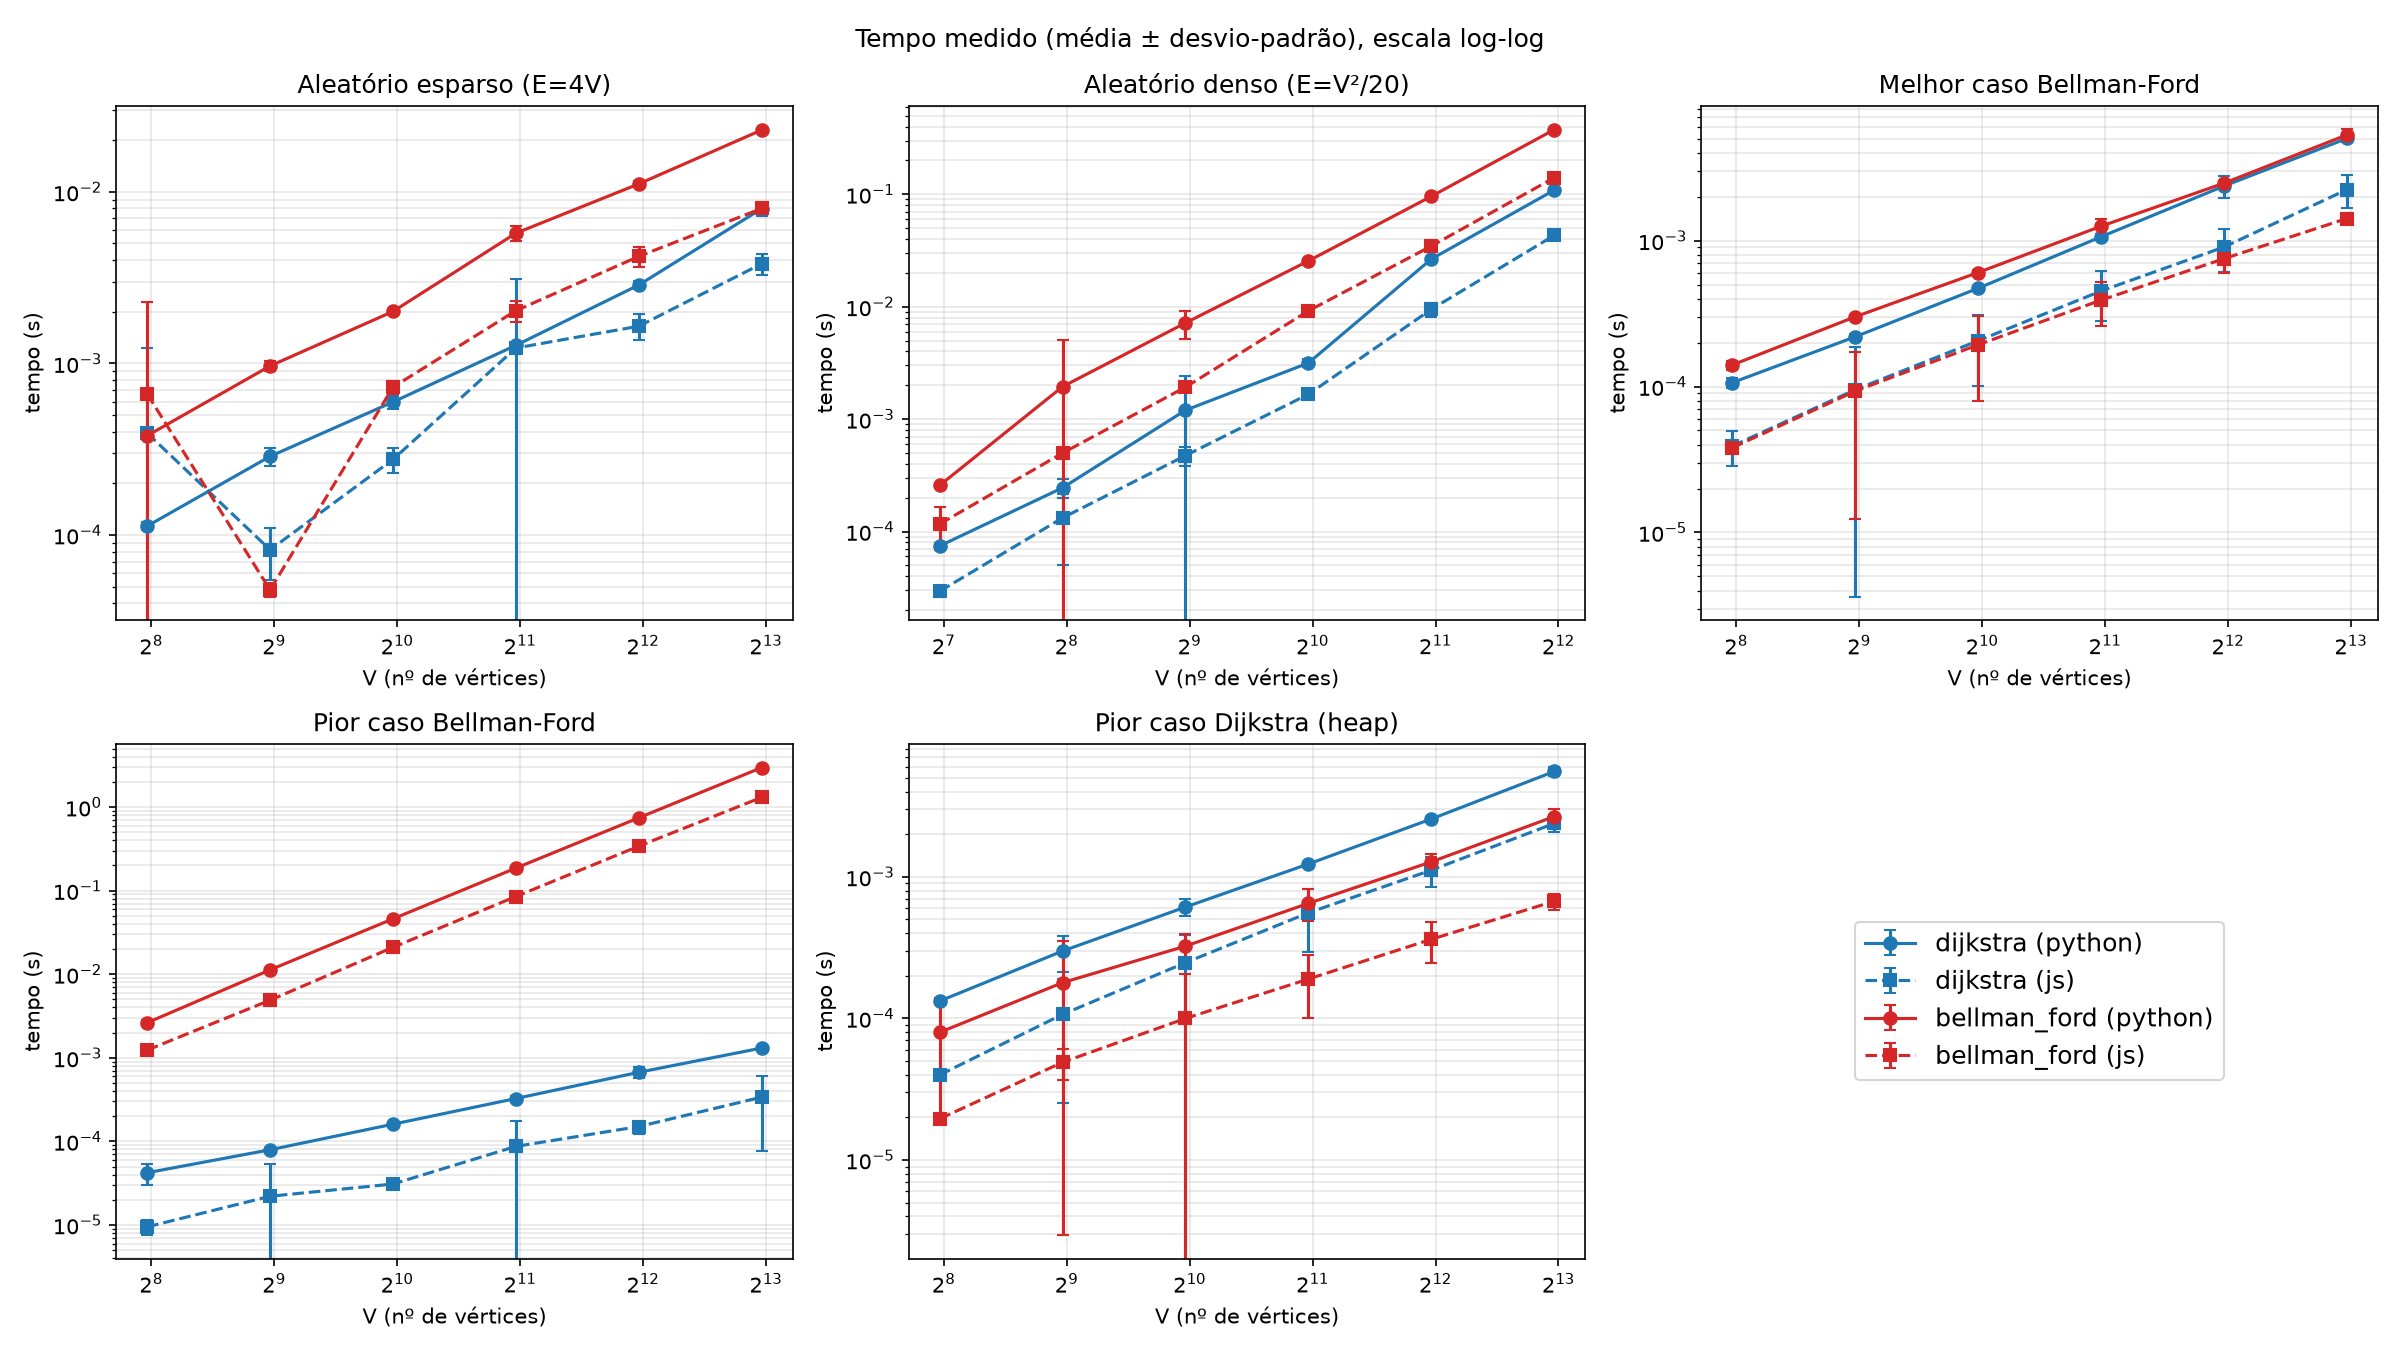 Tempo medido (média ± desvio-padrão), escala log-log
Aleatório esparso (E=4V)
10⁻²
10⁻³
10⁻⁴
tempo (s)
2⁸ 2⁹ 2¹⁰ 2¹¹ 2¹² 2¹³
V (nº de vértices)
Aleatório denso (E=V²/20)
10⁻¹
10⁻²
10⁻³
10⁻⁴
tempo (s)
2⁷ 2⁸ 2⁹ 2¹⁰ 2¹¹ 2¹²
V (nº de vértices)
Melhor caso Bellman-Ford
10⁻³
10⁻⁴
10⁻⁵
tempo (s)
2⁸ 2⁹ 2¹⁰ 2¹¹ 2¹² 2¹³
V (nº de vértices)
Pior caso Bellman-Ford
10⁰
10⁻¹
10⁻²
10⁻³
10⁻⁴
10⁻⁵
tempo (s)
2⁸ 2⁹ 2¹⁰ 2¹¹ 2¹² 2¹³
V (nº de vértices)
Pior caso Dijkstra (heap)
10⁻³
10⁻⁴
10⁻⁵
tempo (s)
2⁸ 2⁹ 2¹⁰ 2¹¹ 2¹² 2¹³
V (nº de vértices)
dijkstra (python)
dijkstra (js)
bellman_ford (python)
bellman_ford (js)